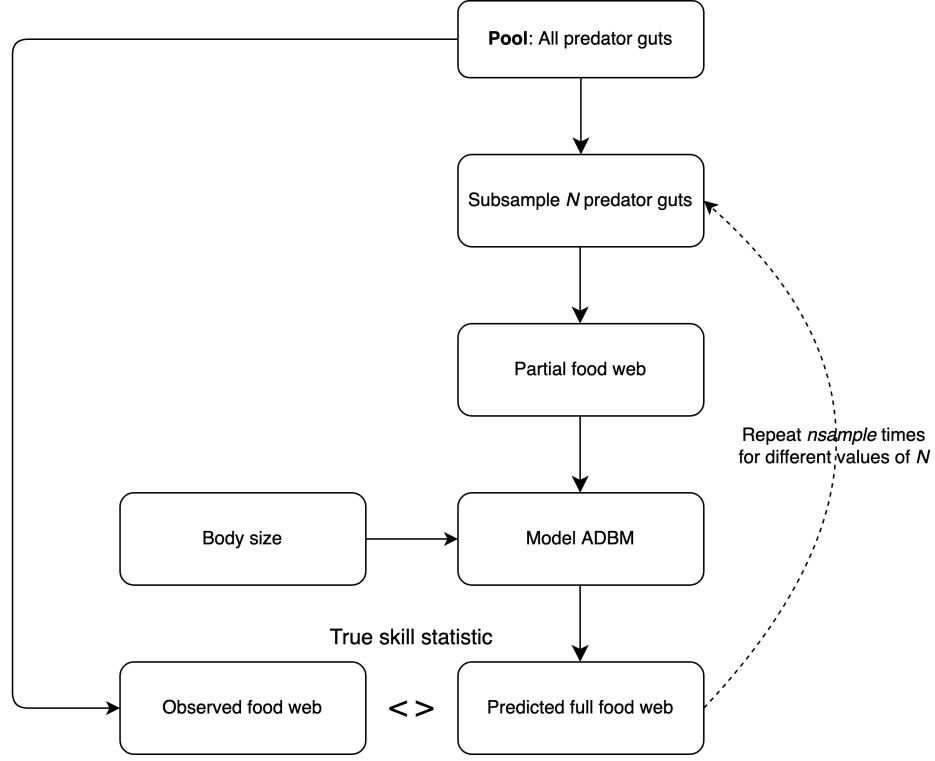 Pool: All predator guts
Subsample N predator guts
Partial food web
Repeat nsample times
for different values of N
Body size
Model ADBM
True skill statistic
Observed food web
< >
Predicted full food web